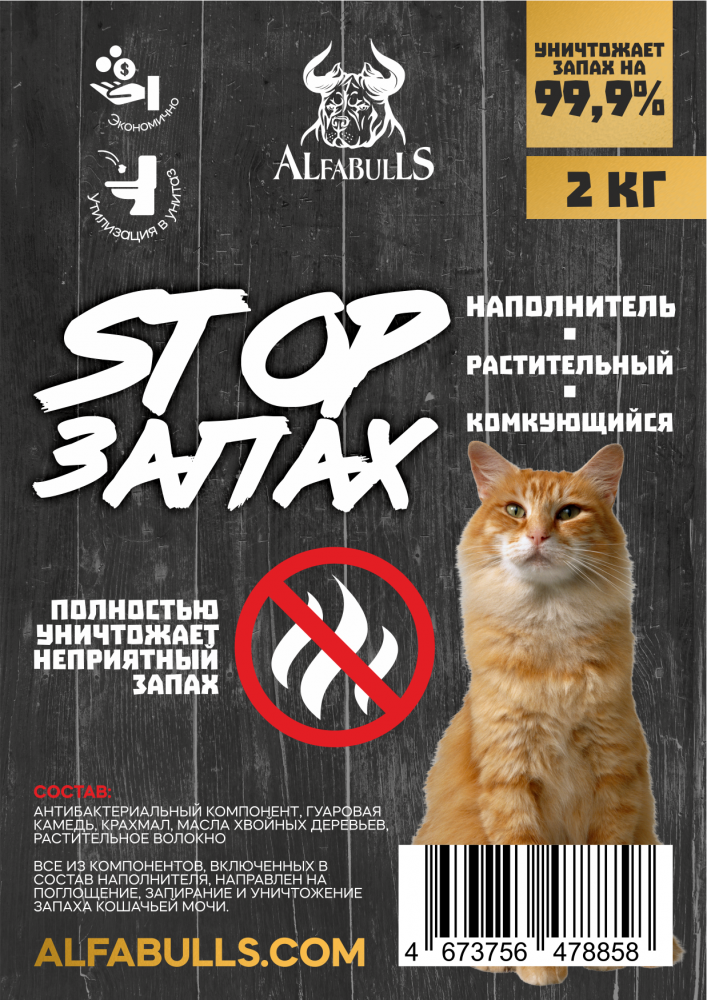 Экономично
утилизация в унитаз
ALFABULLS
УНИЧТОЖАЕТ
ЗАПАХ НА
99,9%
2 КГ
STOP
ЗАПАХ
НАПОЛНИТЕЛЬ
РАСТИТЕЛЬНЫЙ
КОМКУЮЩИЙСЯ
ПОЛНОСТЬЮ
УНИЧТОЖАЕТ
НЕПРИЯТНЫЙ
ЗАПАХ
СОСТАВ:
АНТИБАКТЕРИАЛЬНЫЙ КОМПОНЕНТ, ГУАРОВАЯ
КАМЕДЬ, КРАХМАЛ, МАСЛА ХВОЙНЫХ ДЕРЕВЬЕВ,
РАСТИТЕЛЬНОЕ ВОЛОКНО
ВСЕ ИЗ КОМПОНЕНТОВ, ВКЛЮЧЕННЫХ В
СОСТАВ НАПОЛНИТЕЛЯ, НАПРАВЛЕН НА
ПОГЛОЩЕНИЕ, ЗАПИРАНИЕ И УНИЧТОЖЕНИЕ
ЗАПАХА КОШАЧЬЕЙ МОЧИ.
ALFABULLS.COM
4 673756 478858